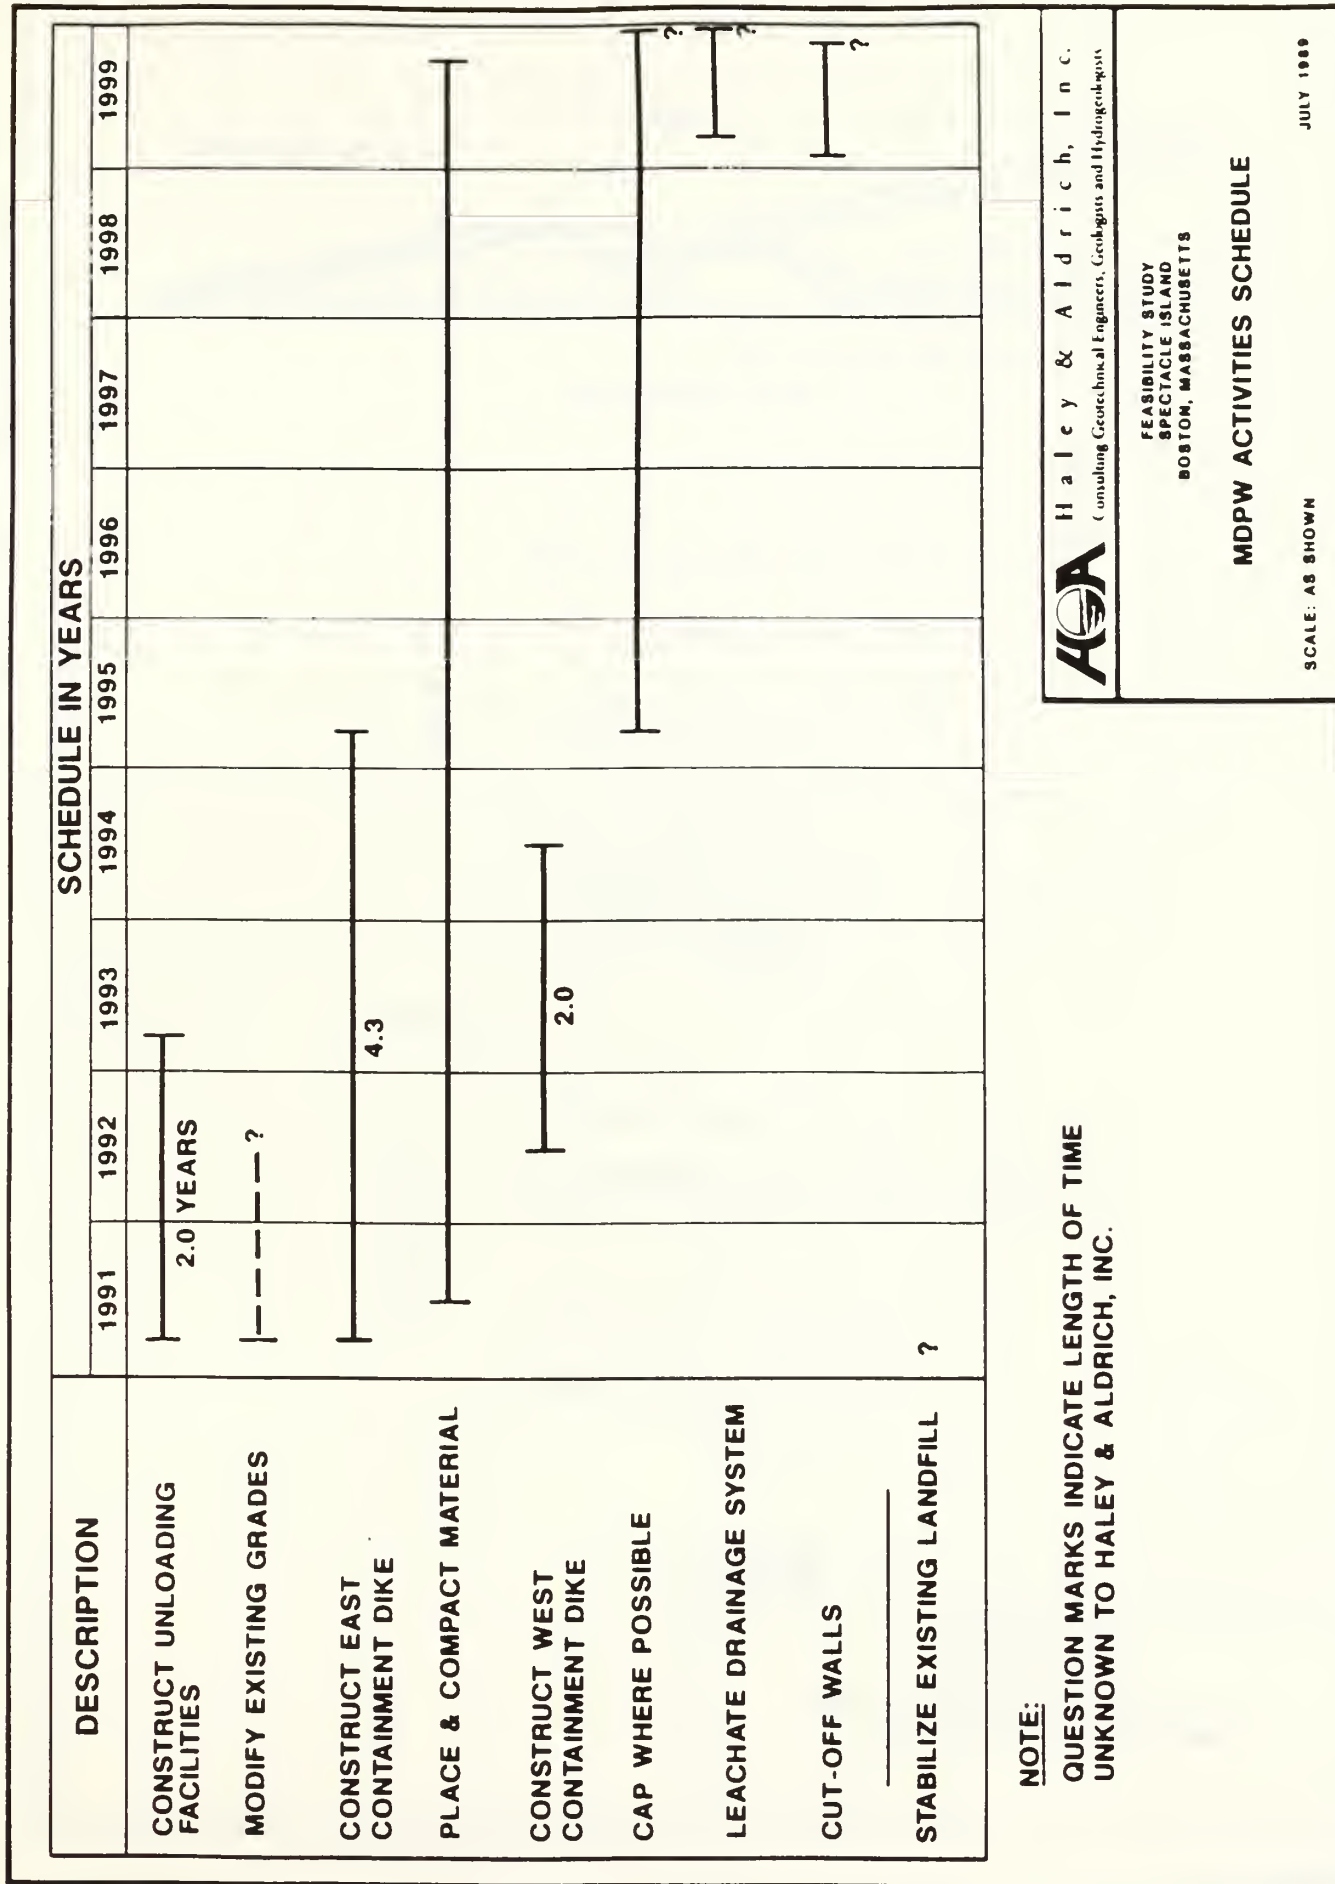 DESCRIPTION
SCHEDULE IN YEARS
1991 1992 1993 1994 1995 1996 1997 1998 1999
CONSTRUCT UNLOADING
FACILITIES
2.0 YEARS
MODIFY EXISTING GRADES
?
CONSTRUCT EAST
CONTAINMENT DIKE
4.3
PLACE & COMPACT MATERIAL
CONSTRUCT WEST
CONTAINMENT DIKE
2.0
CAP WHERE POSSIBLE
?
LEACHATE DRAINAGE SYSTEM
?
CUT-OFF WALLS
?
STABILIZE EXISTING LANDFILL
?
NOTE:
QUESTION MARKS INDICATE LENGTH OF TIME
UNKNOWN TO HALEY & ALDRICH, INC.
Haley & Aldrich, Inc.
Consulting Geotechnical Engineers, Geologists and Hydrogeologists
FEASIBILITY STUDY
SPECTACLE ISLAND
BOSTON, MASSACHUSETTS
MDPW ACTIVITIES SCHEDULE
SCALE: AS SHOWN
JULY 1989